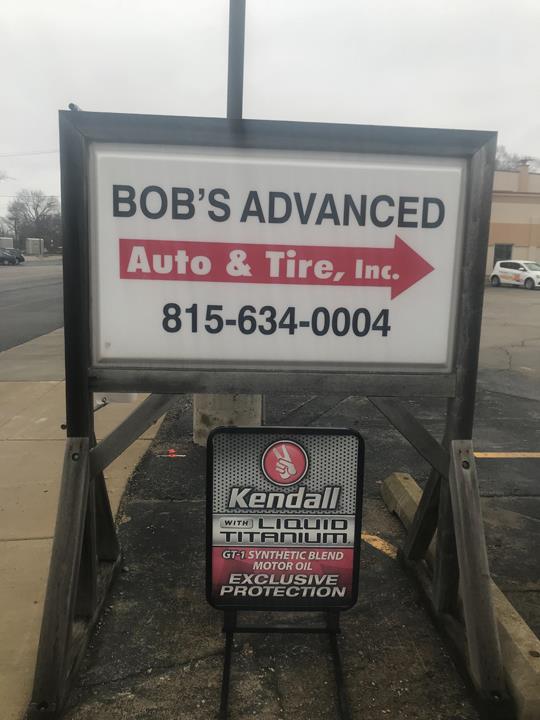 BOB'S ADVANCED
Auto & Tire, Inc.
815-634-0004
Kendall
WITH LIQUID
TITANIUM
GT-1 SYNTHETIC BLEND
MOTOR OIL
EXCLUSIVE
PROTECTION